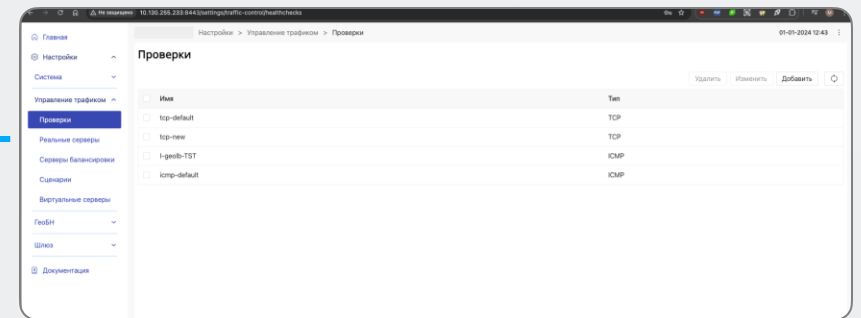 Не защищено 10.130.255.233:8443/settings/traffic-control/healthchecks
Главная
Настройки > Управление трафиком > Проверки
01-01-2024 12:43
Настройки
Проверки
Система
Удалить
Изменить
Добавить
Управление трафиком
Имя Тип
Проверки
tcp-default TCP
Реальные серверы
tcp-new TCP
Серверы балансировки
l-geolb-TST ICMP
Сценарии
icmp-default ICMP
Виртуальные серверы
ГеоБН
Шлюз
Документация